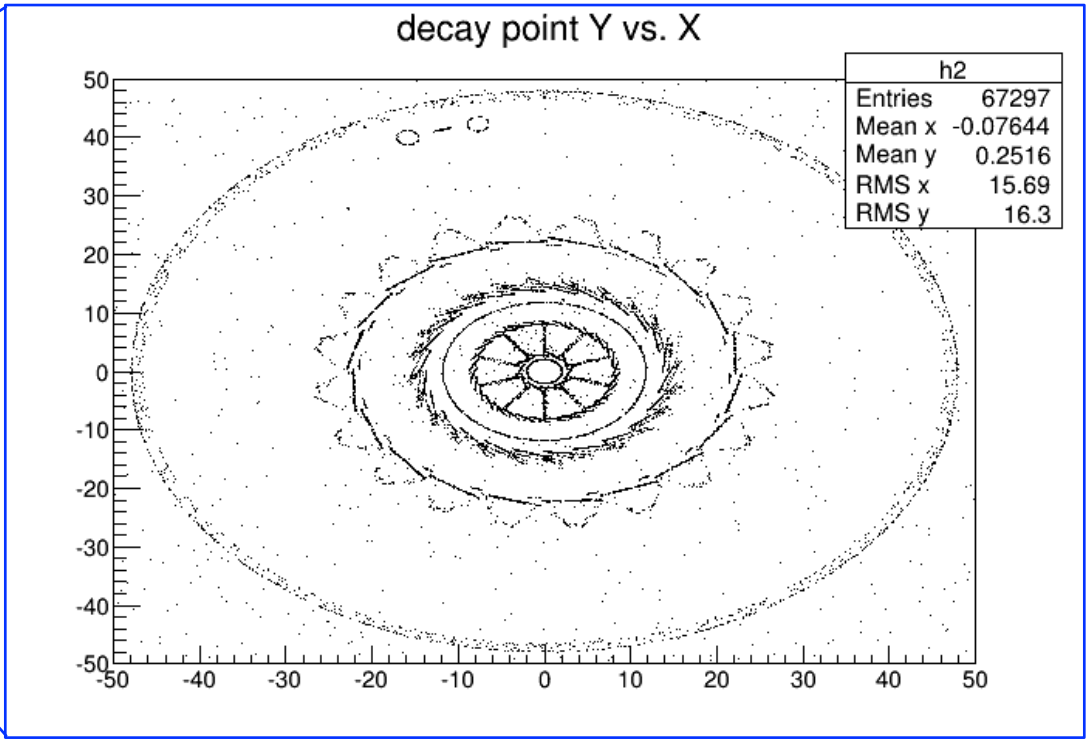 decay point Y vs. X
h2
Entries 67297
Mean x -0.07644
Mean y 0.2516
RMS x 15.69
RMS y 16.3
50
40
30
20
10
0
-10
-20
-30
-40
-50
-50 -40 -30 -20 -10 0 10 20 30 40 50